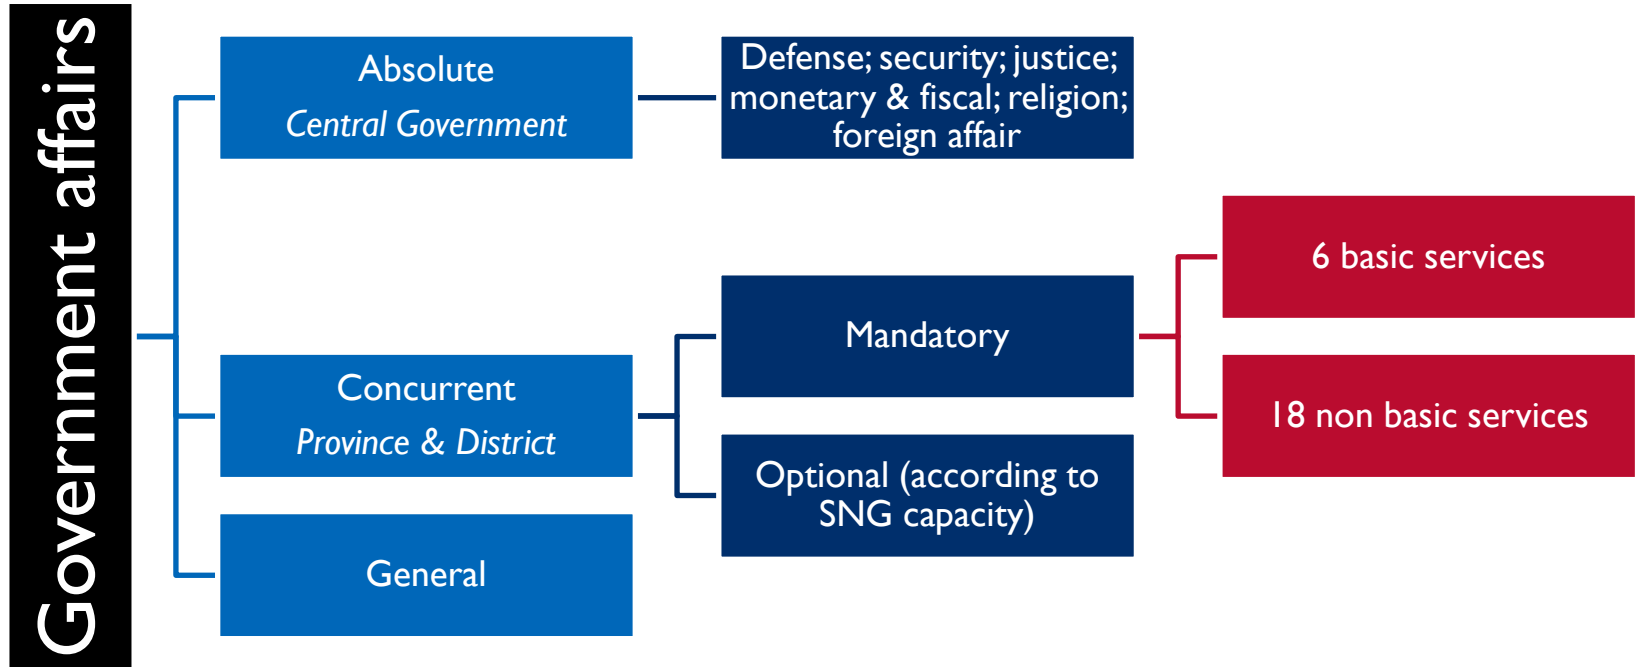 Government affairs
Absolute
Central Government
Defense; security; justice;
monetary & fiscal; religion;
foreign affair
Concurrent
Province & District
Mandatory
6 basic services
18 non basic services
Optional (according to
SNG capacity)
General